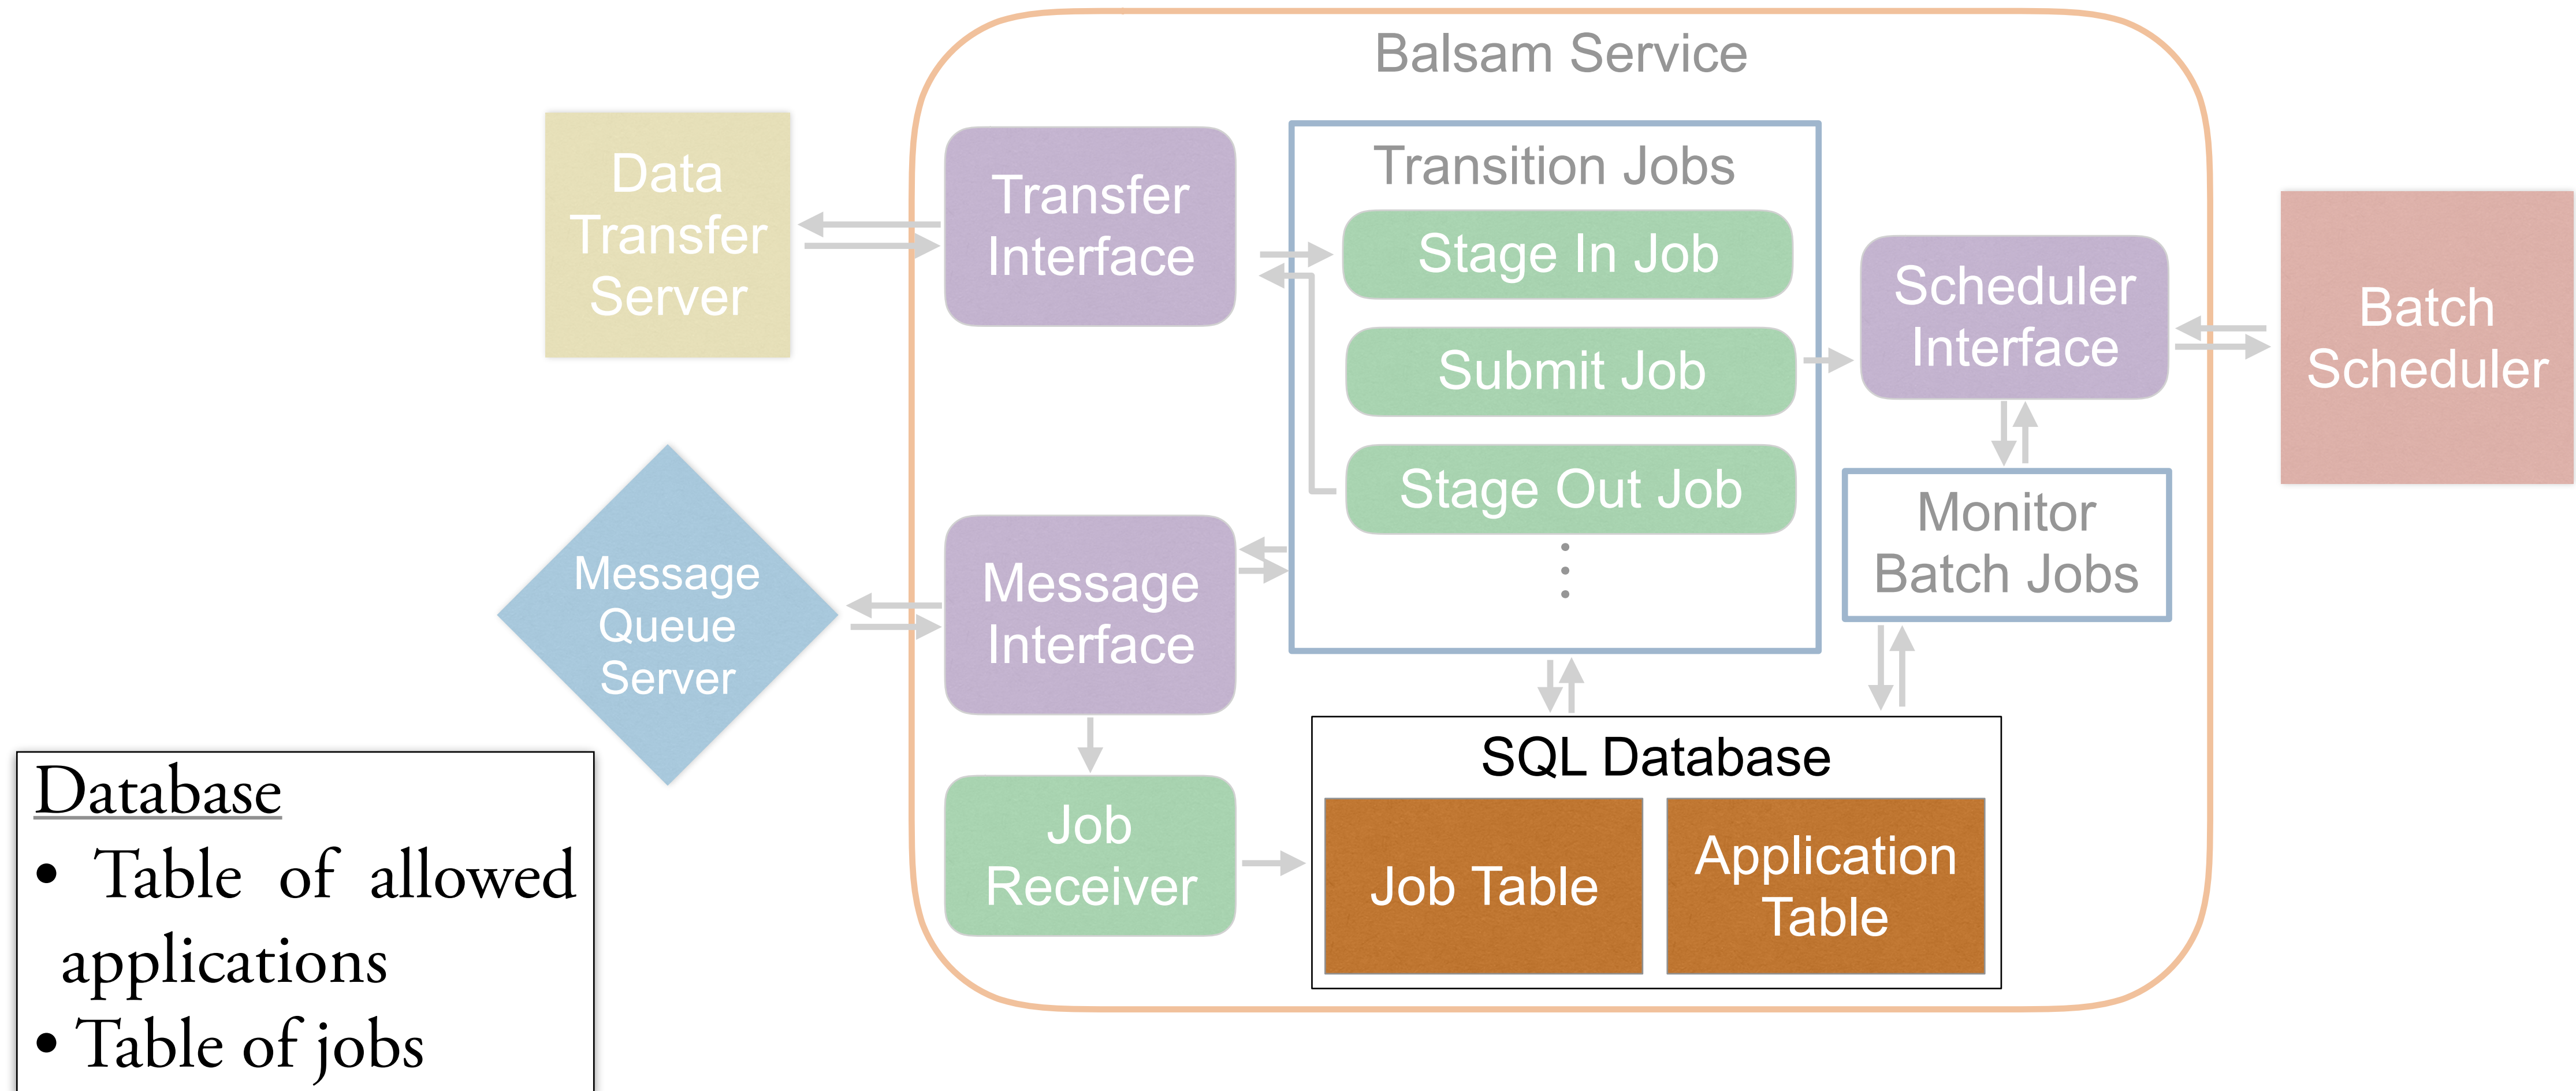 Balsam Service
Data
Transfer
Server
Transfer
Interface
Transition Jobs
Stage In Job
Submit Job
Stage Out Job
Scheduler
Interface
Batch
Scheduler
Monitor
Batch Jobs
Message
Queue
Server
Message
Interface
Job
Receiver
SQL Database
Job Table
Application
Table
Database
• Table of allowed
applications
• Table of jobs